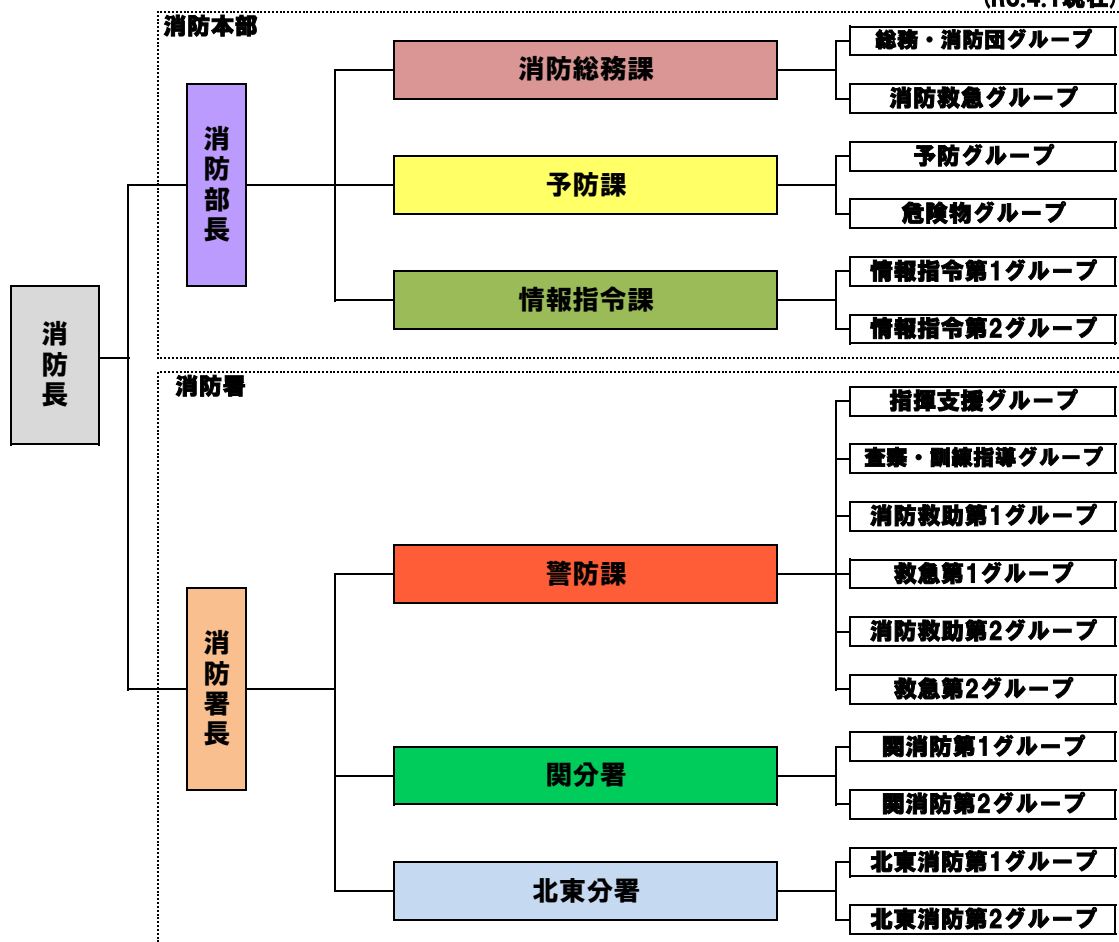 消防本部
総務・消防団グループ
消防総務課
消防救急グループ
消防部長
予防グループ
予防課
危険物グループ
情報指令第1グループ
情報指令課
情報指令第2グループ
消防長
消防署
指揮支援グループ
査察・訓練指導グループ
消防救助第1グループ
警防課
救急第1グループ
消防救助第2グループ
消防署長
救急第2グループ
関消防第1グループ
関分署
関消防第2グループ
北東消防第1グループ
北東分署
北東消防第2グループ